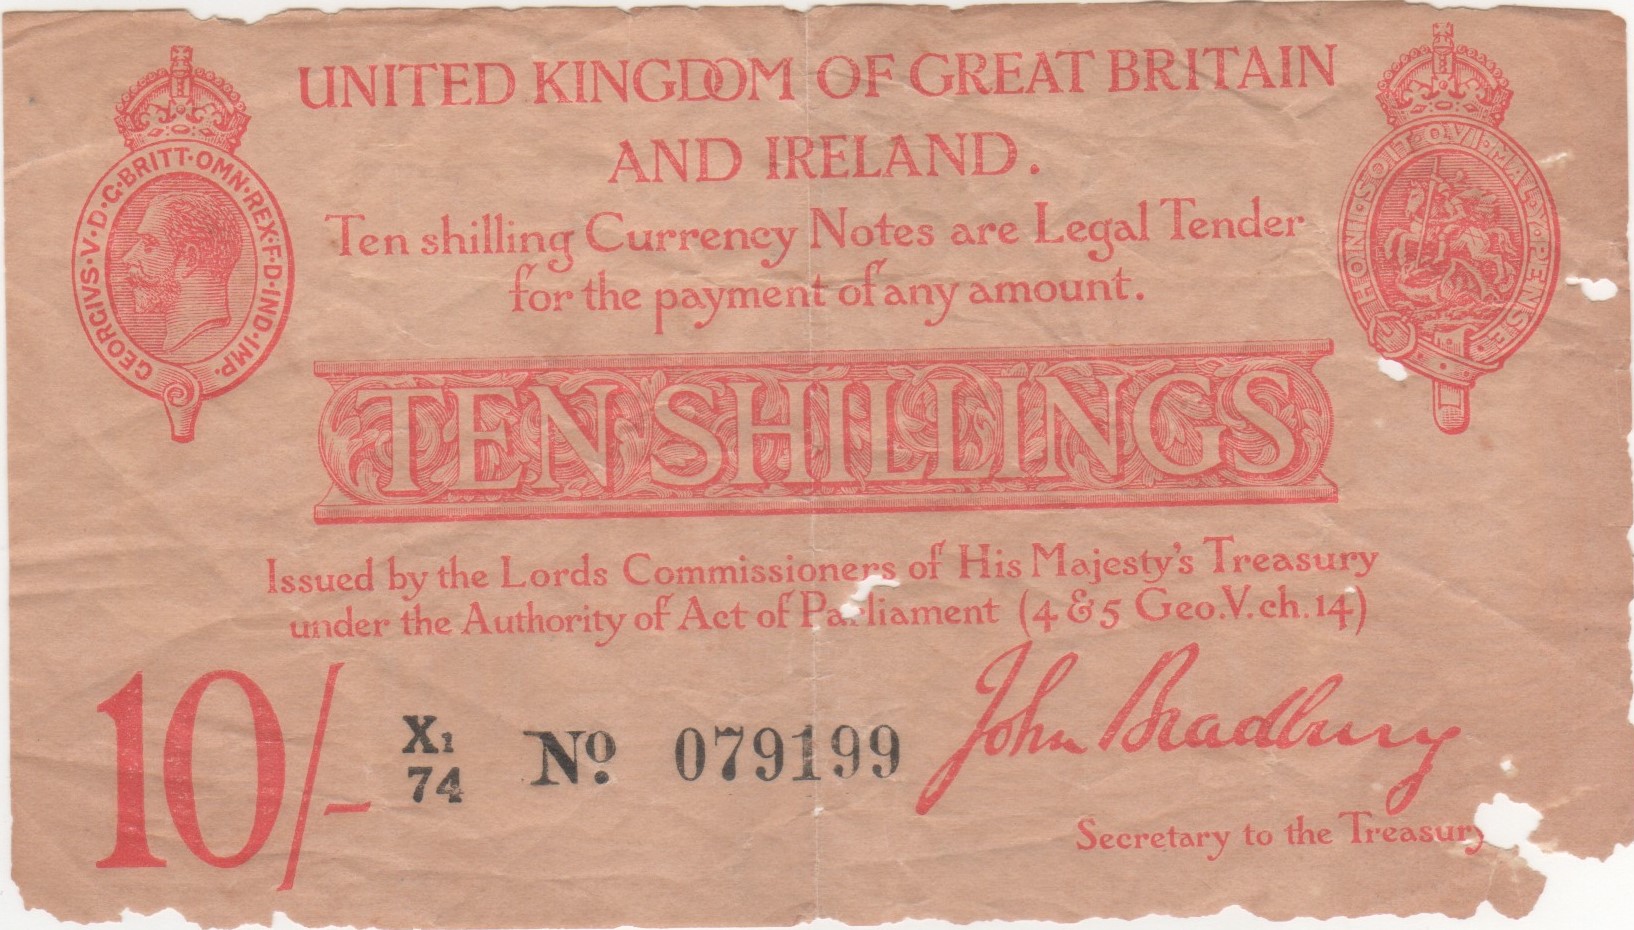 UNITED KINGDOM OF GREAT BRITAIN
AND IRELAND.
GEORGIVS·V·D·G·BRITT·OMN·REX·F·D·IND·IMP.
HONI·SOIT·QVI·MAL·Y·PENSE
Ten shilling Currency Notes are Legal Tender
for the payment of any amount.
TEN SHILLINGS
Issued by the Lords Commissioners of His Majesty's Treasury
under the Authority of Act of Parliament (4 & 5 Geo.V.ch.14)
10/-
X1
74
No. 079199
John Bradbury
Secretary to the Treasury